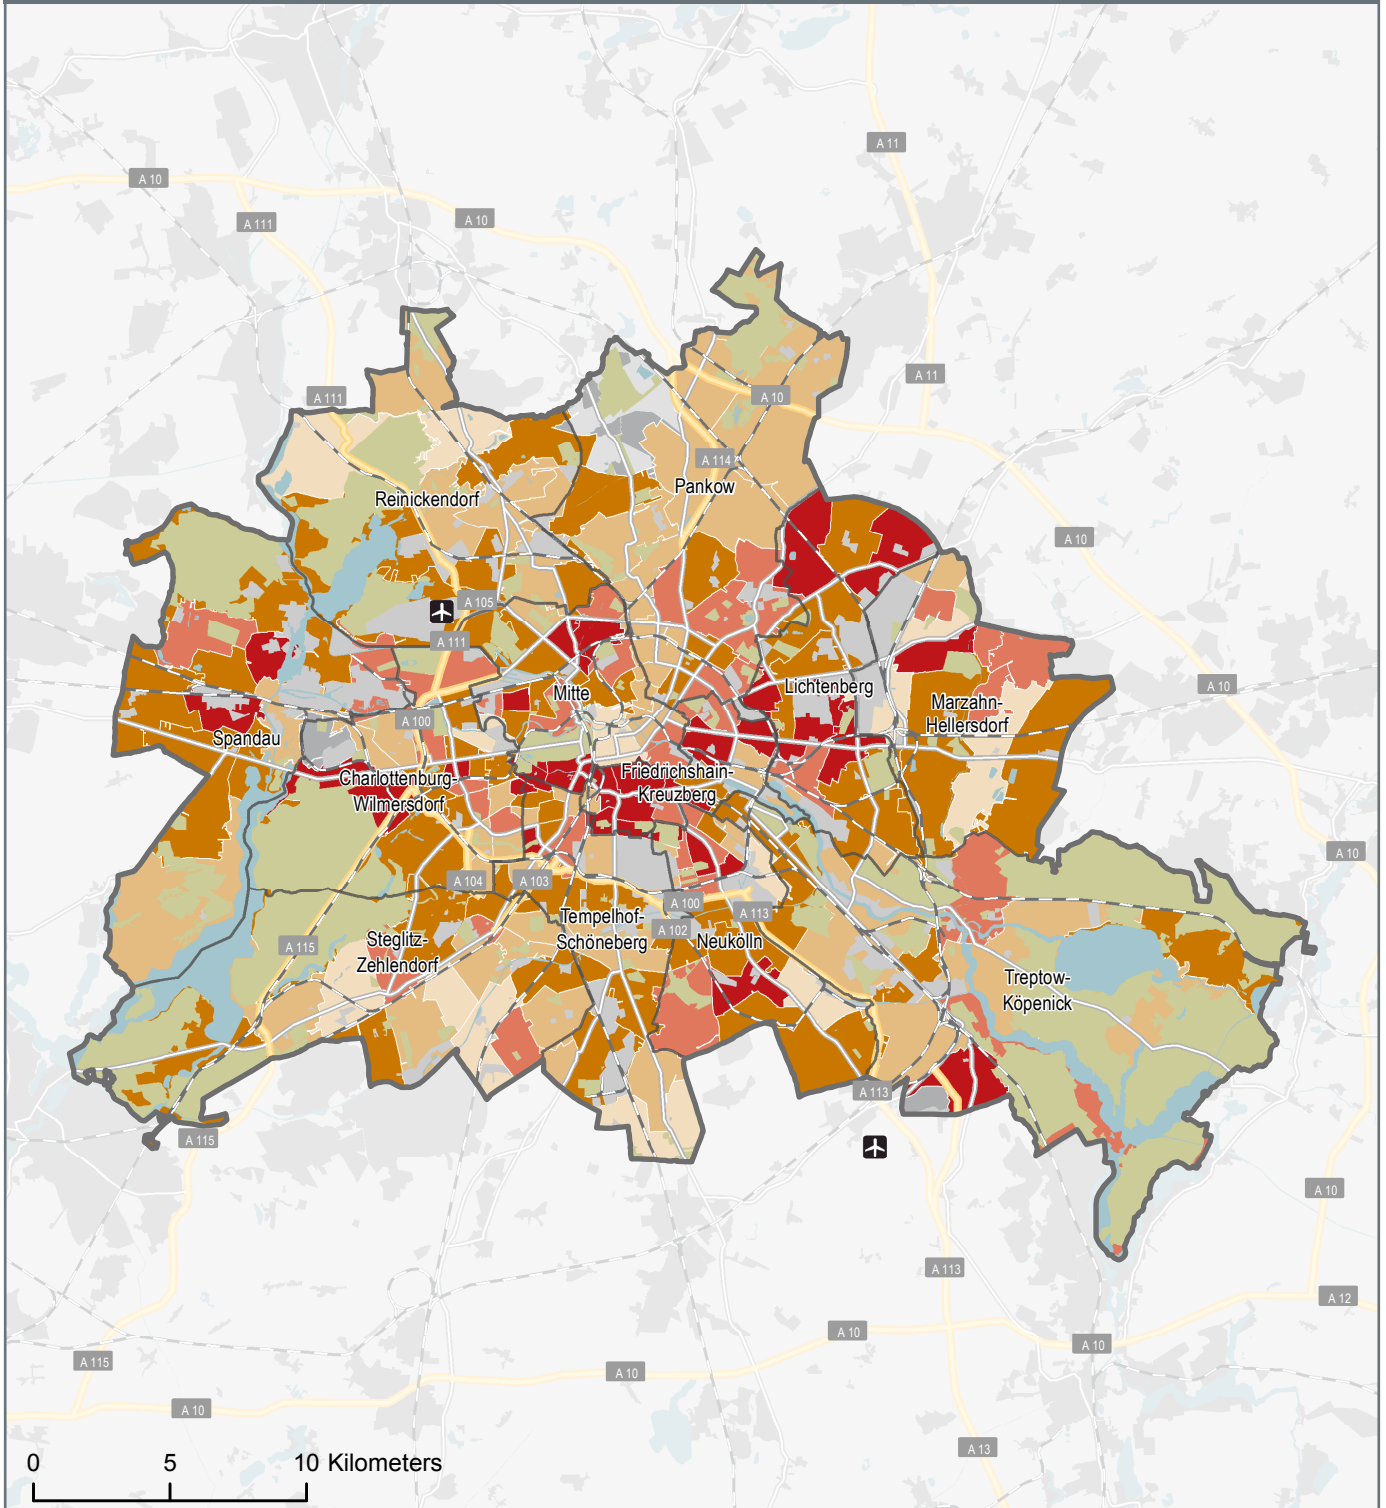 A 11
A 10
A 111
A 10
A 11
A 10
A 111
A 114
Pankow
Reinickendorf
A 10
A 105
A 111
Lichtenberg
A 10
Mitte
Marzahn-
Hellersdorf
A 100
Spandau
Friedrichshain-
Kreuzberg
Charlottenburg-
Wilmersdorf
A 10
A 104
A 103
A 100
A 113
Tempelhof-
Schöneberg
A 102
Neukölln
A 115
Steglitz-
Zehlendorf
Treptow-
Köpenick
A 113
A 115
A 10
A 113
A 12
A 10
A 10
A 115
A 10
A 10
A 13
0 5 10 Kilometers